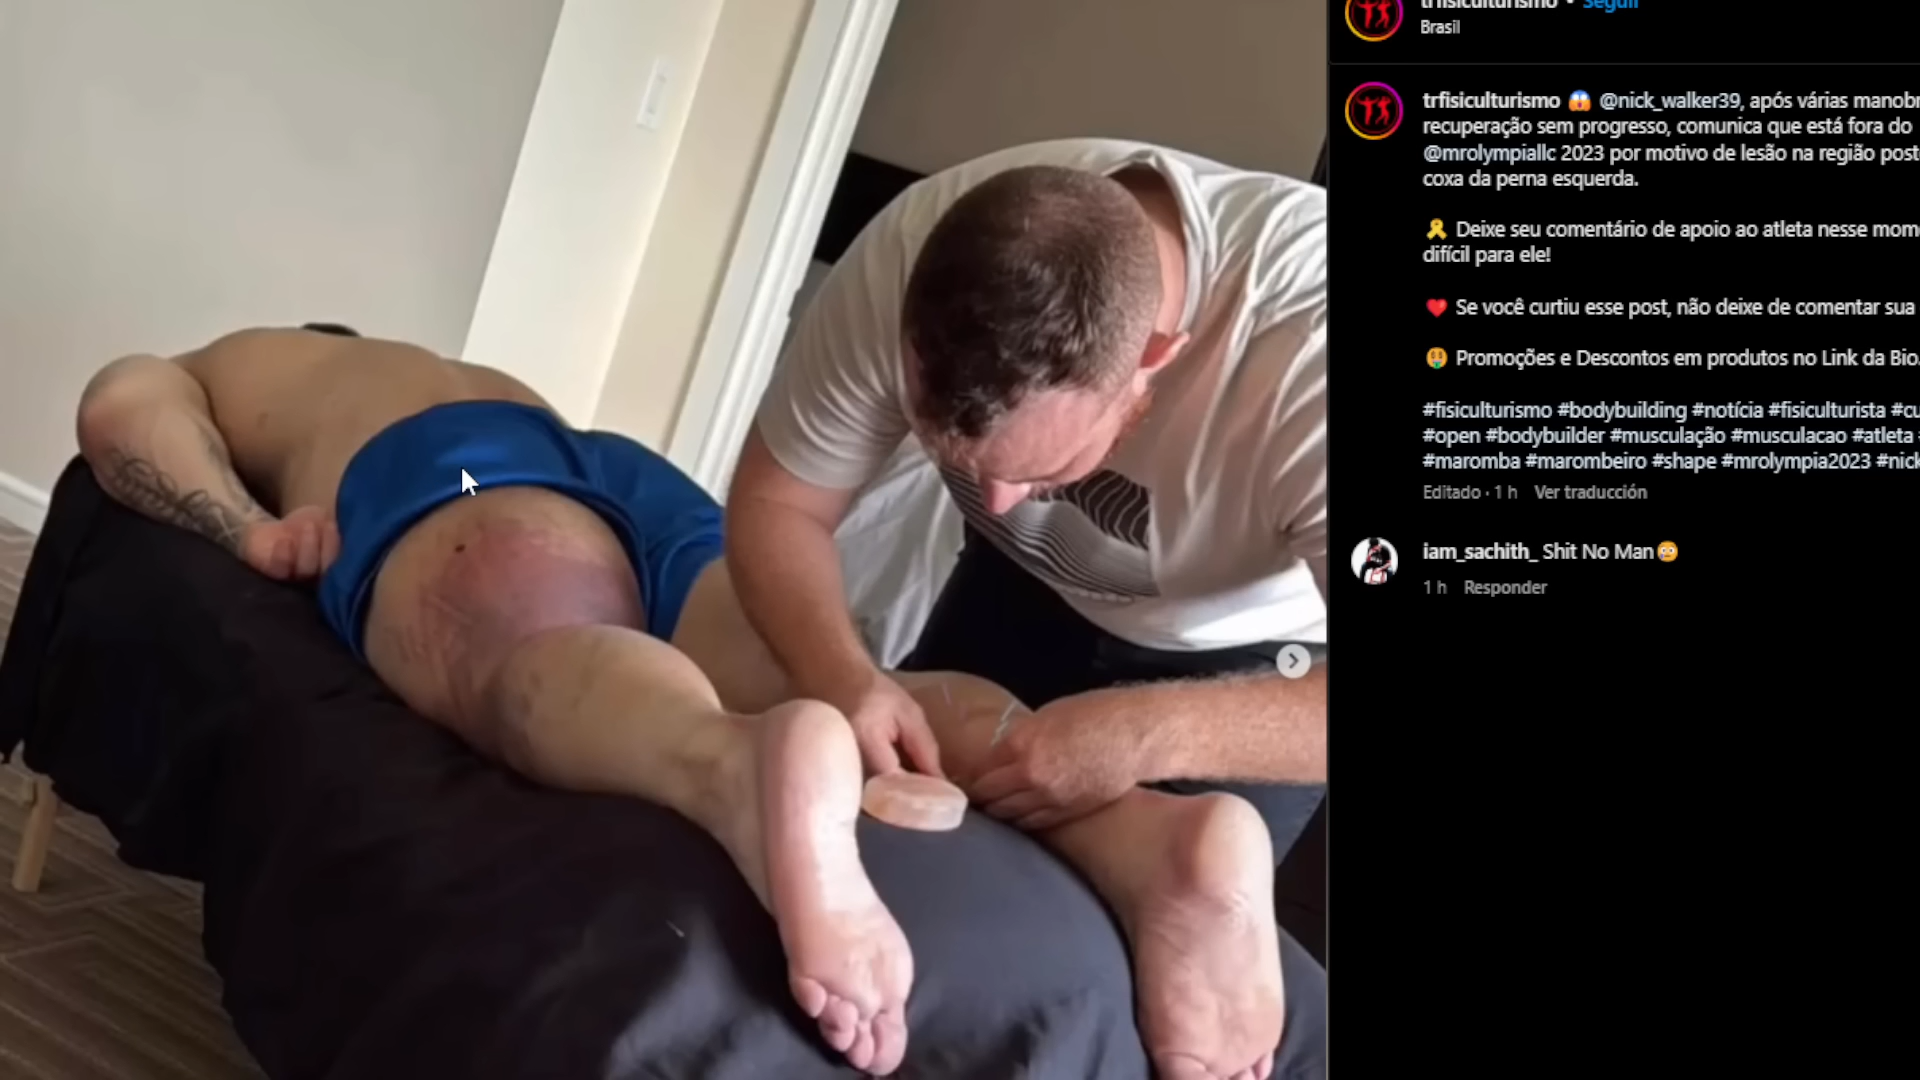 trfisiculturismo • Seguir
Brasil
trfisiculturismo 😱 @nick_walker39, após várias manobr
recuperação sem progresso, comunica que está fora do
@mrolympiallc 2023 por motivo de lesão na região poste
coxa da perna esquerda.
🎗️ Deixe seu comentário de apoio ao atleta nesse mom
difícil para ele!
❤️ Se você curtiu esse post, não deixe de comentar sua
🤑 Promoções e Descontos em produtos no Link da Bio.
#fisiculturismo #bodybuilding #notícia #fisiculturista #cu
#open #bodybuilder #musculação #musculacao #atleta
#maromba #marombeiro #shape #mrolympia2023 #nick
Editado · 1 h Ver traducción
iam_sachith_ Shit No Man😳
1 h Responder